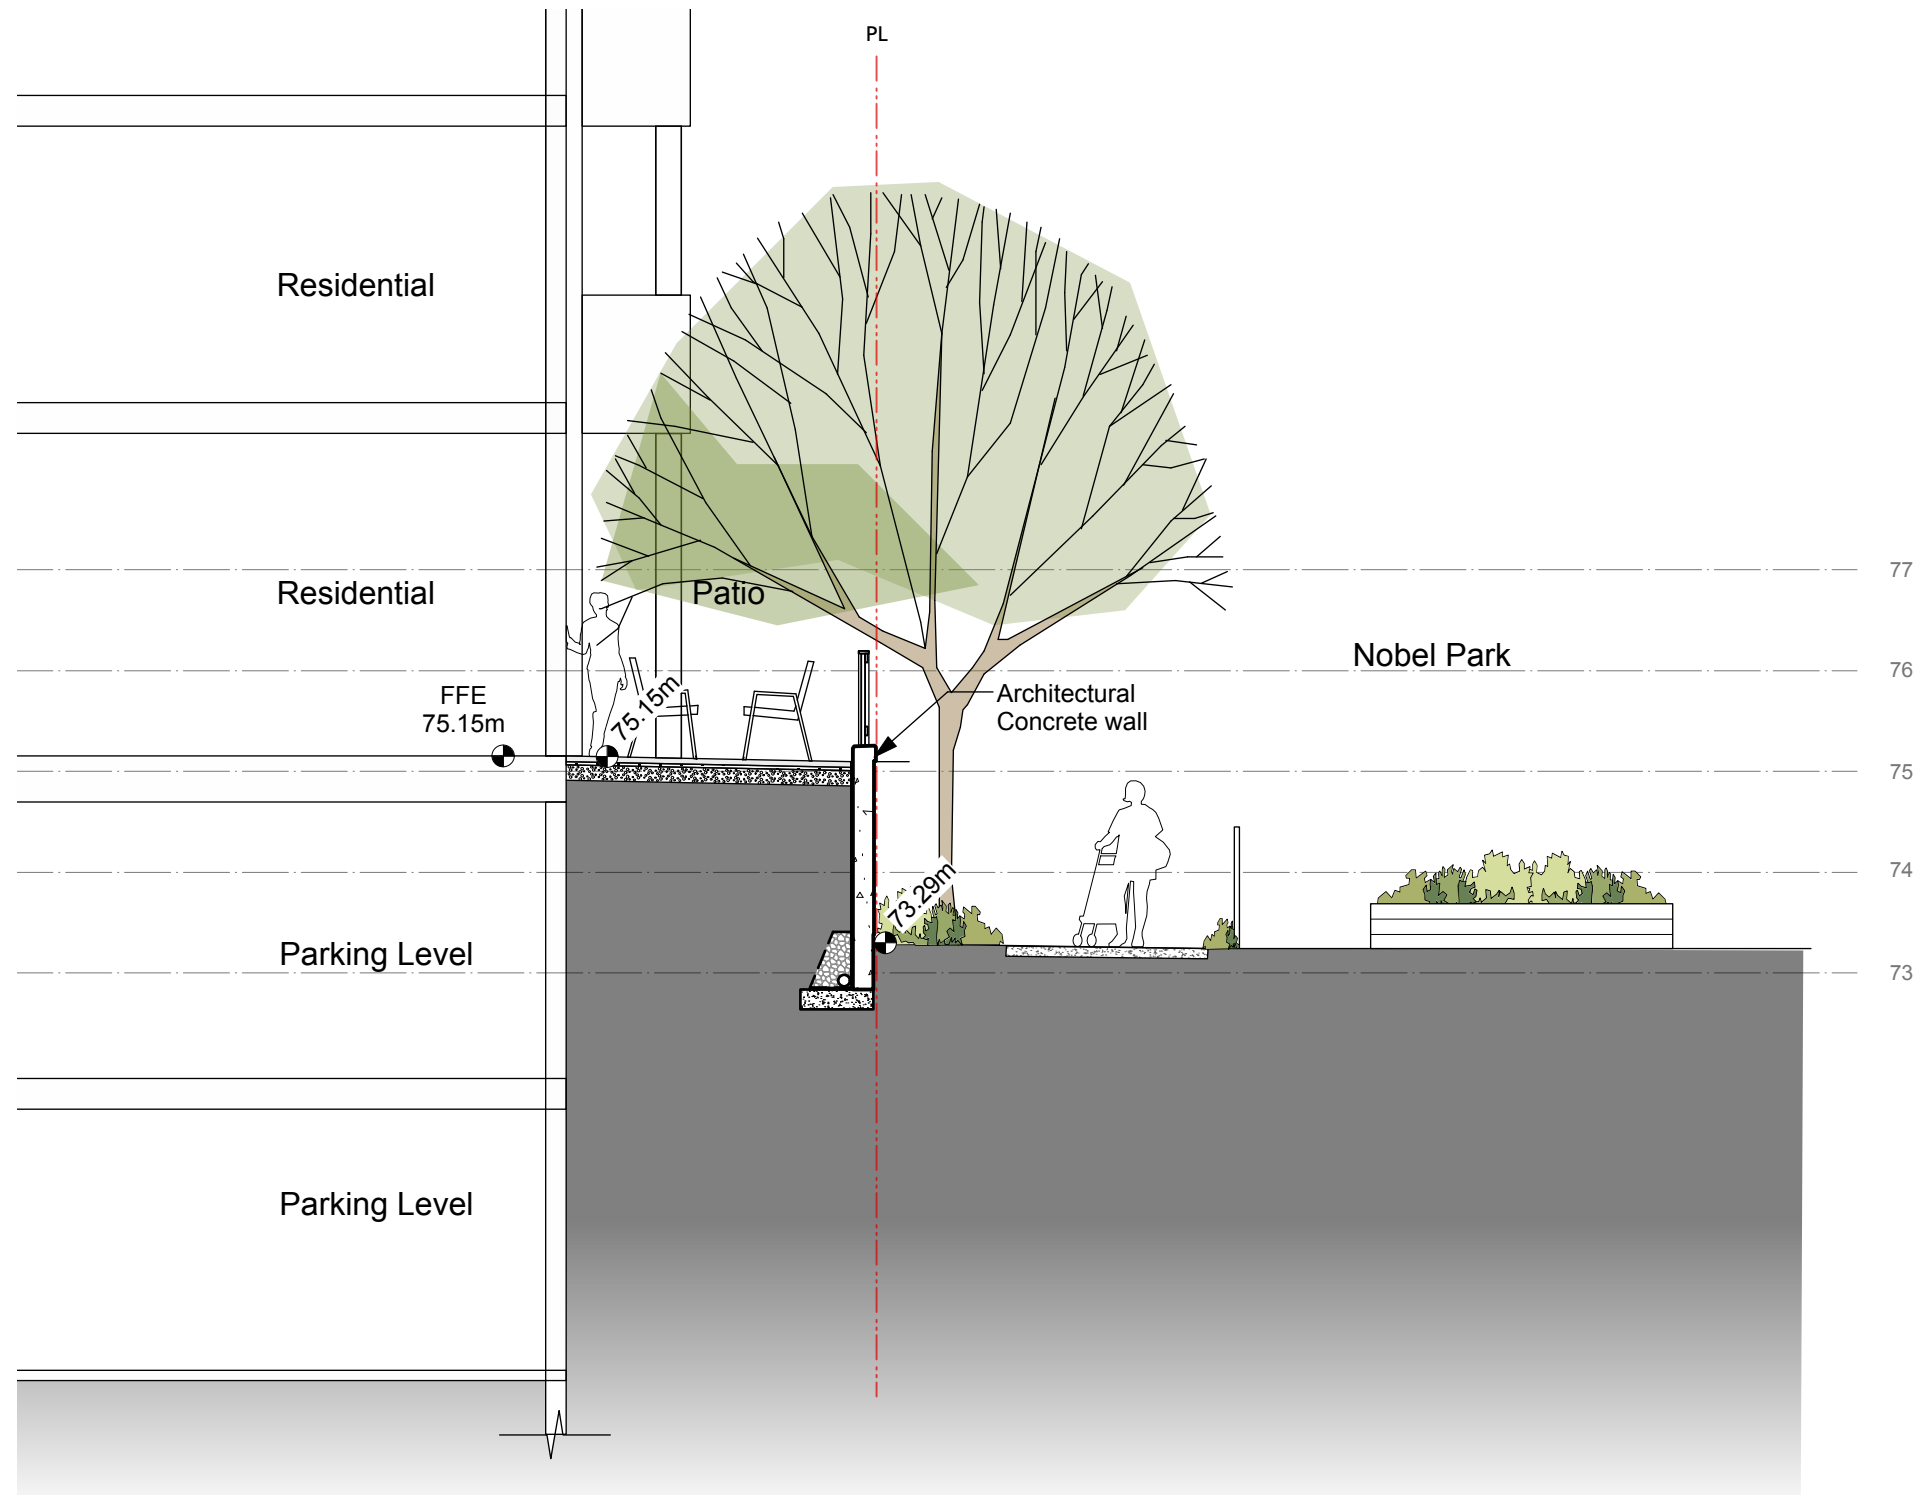 PL
Residential
77
Residential
Patio
Nobel Park
76
FFE
75.15m
75.15m
Architectural
Concrete wall
75
74
73.29m
Parking Level
73
Parking Level